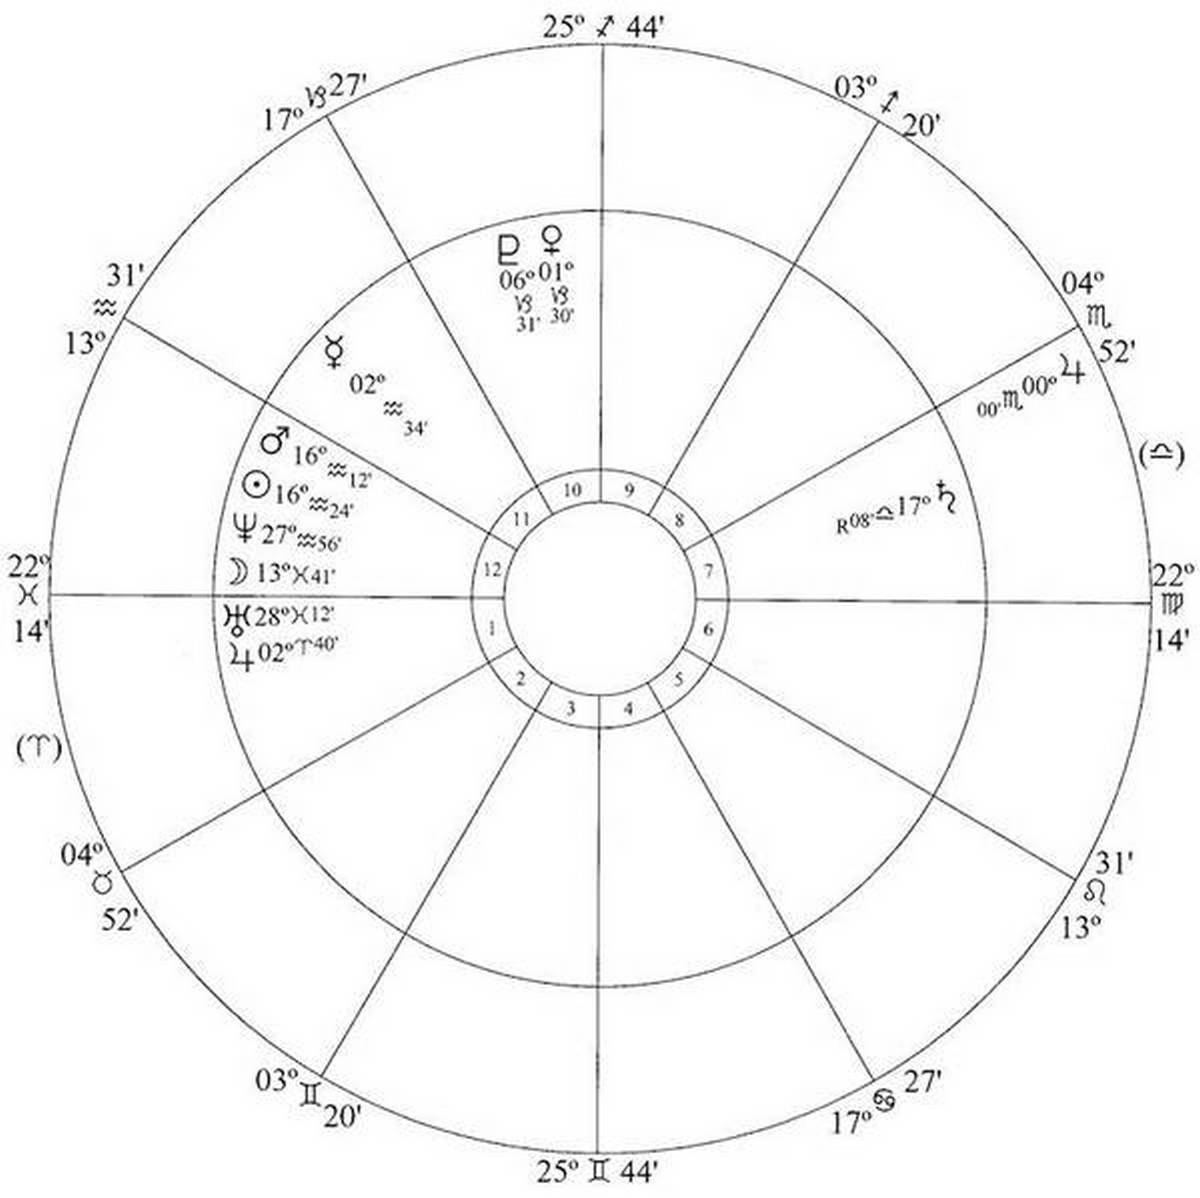 25° ♐ 44'
17° ♑ 27'
03° ♐ 20'
31'
♒
13°
04°
♏
52'
♇ ♀
06° 01°
♑ ♑
31' 30'
☿
02°
♒
34'
00' ♏ 00° ♃
(♎)
♂ 16° ♒ 12'
☉ 16° ♒ 24'
♆ 27° ♒ 56'
☽ 13° ♓ 41'
R 08' ♎ 17° ♄
22°
♓
14'
22°
♍
14'
♅ 28° ♓ 12'
♃ 02° ♈ 40'
10 9
11 8
12 7
1 6
2 5
3 4
(♈)
04°
♉
52'
31'
♌
13°
03° ♊ 20'
17° ♋ 27'
25° ♊ 44'